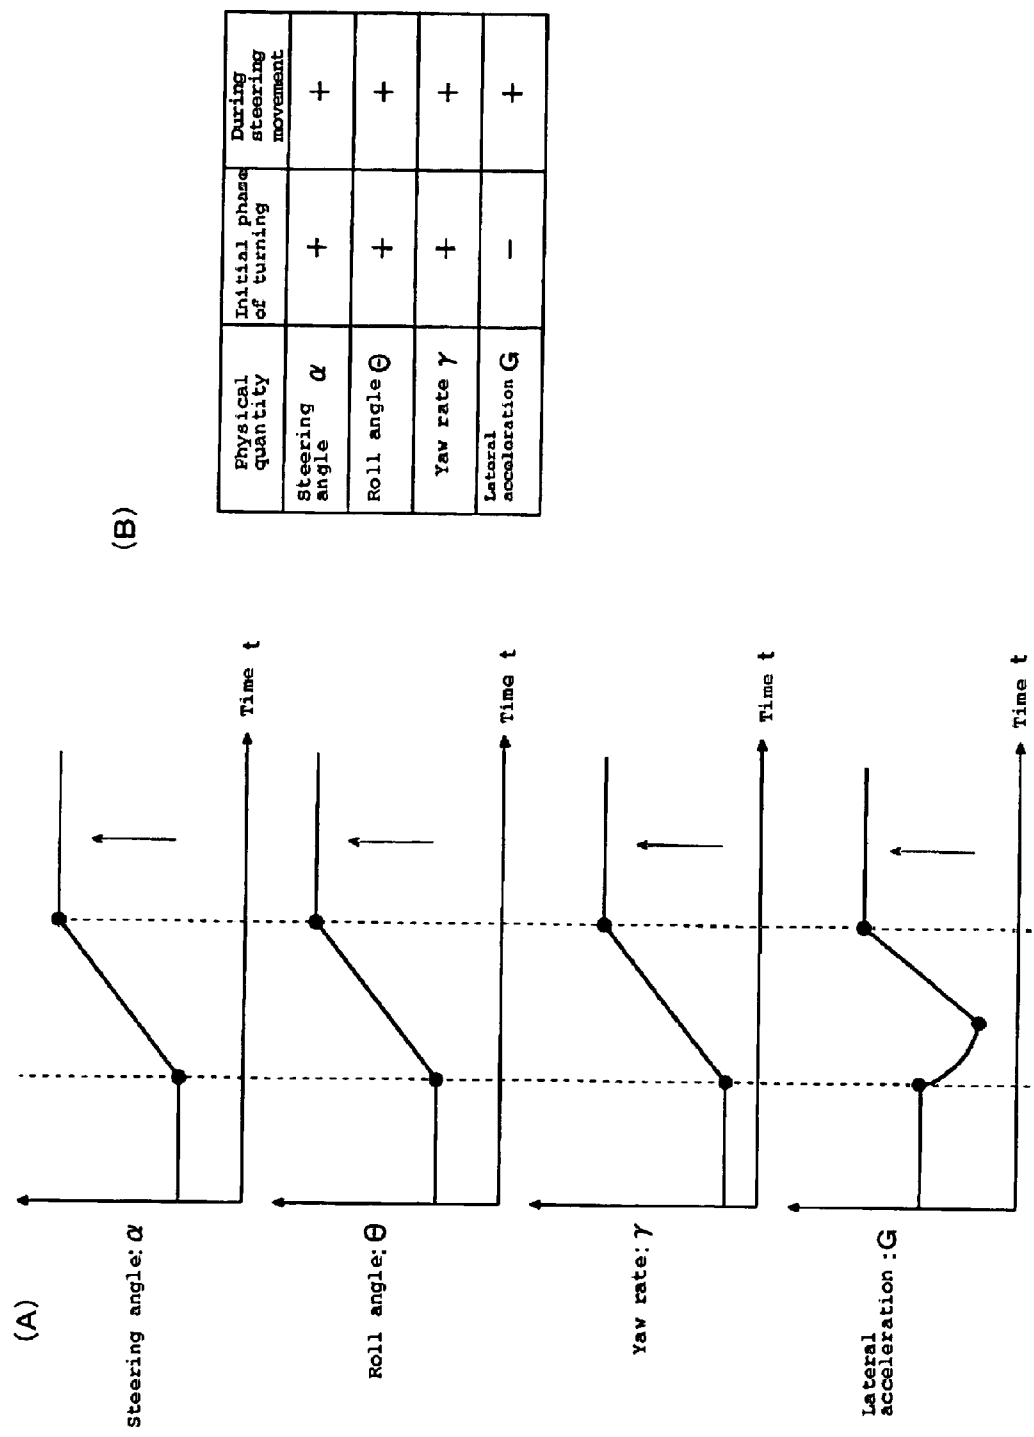 (A)
Steering angle: α
Time t
Roll angle: Θ
Time t
Yaw rate: γ
Time t
Lateral
acceleration : G
Time t
(B)
Physical
quantity
Initial phase
of turning
During
steering
movement
Steering
angle α
+
+
Roll angle Θ
+
+
Yaw rate γ
+
+
Lateral
acceleration G
−
+